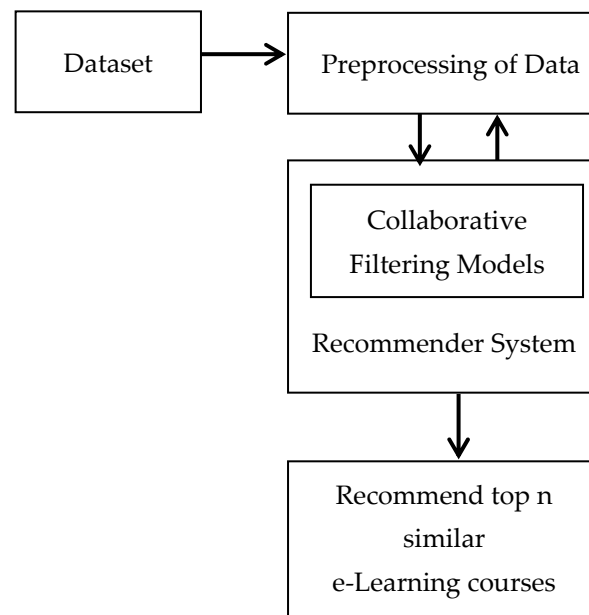 Dataset
Preprocessing of Data
Collaborative
Filtering Models
Recommender System
Recommend top n
similar
e-Learning courses